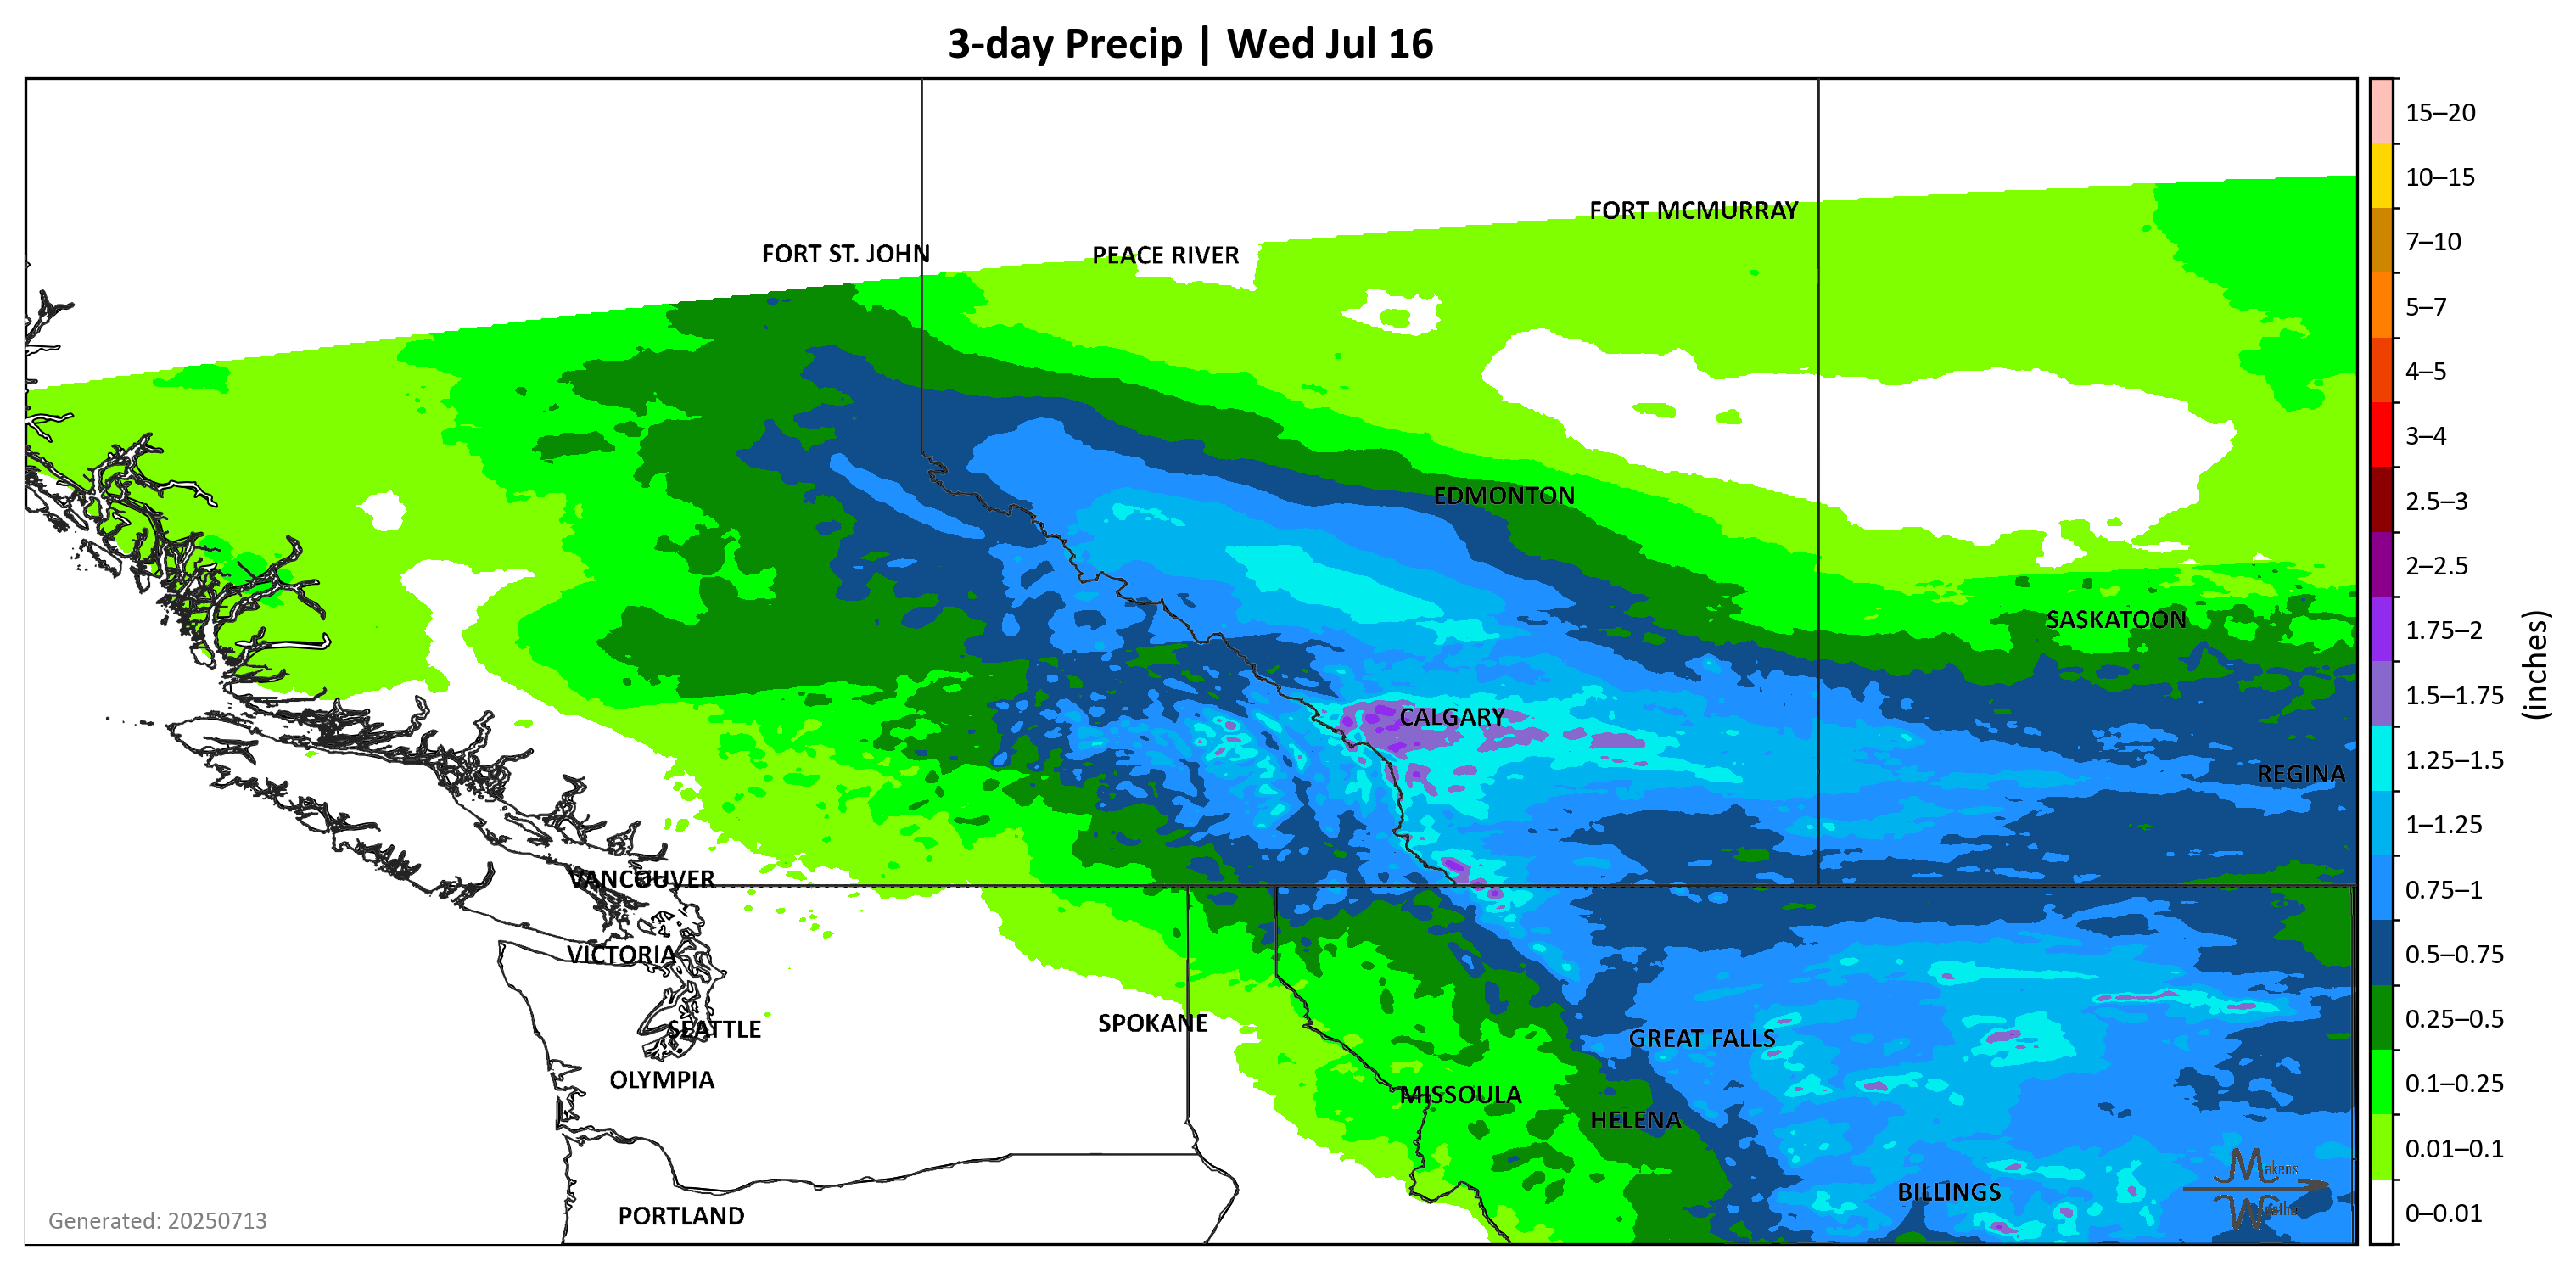 3-day Precip | Wed Jul 16
FORT MCMURRAY
FORT ST. JOHN
PEACE RIVER
EDMONTON
SASKATOON
CALGARY
REGINA
VANCOUVER
VICTORIA
SPOKANE
SEATTLE
GREAT FALLS
OLYMPIA
MISSOULA
HELENA
BILLINGS
PORTLAND
Makens
Generated: 20250713
15–20
10–15
7–10
5–7
4–5
3–4
2.5–3
2–2.5
1.75–2
1.5–1.75
1.25–1.5
1–1.25
0.75–1
0.5–0.75
0.25–0.5
0.1–0.25
0.01–0.1
0–0.01
(inches)